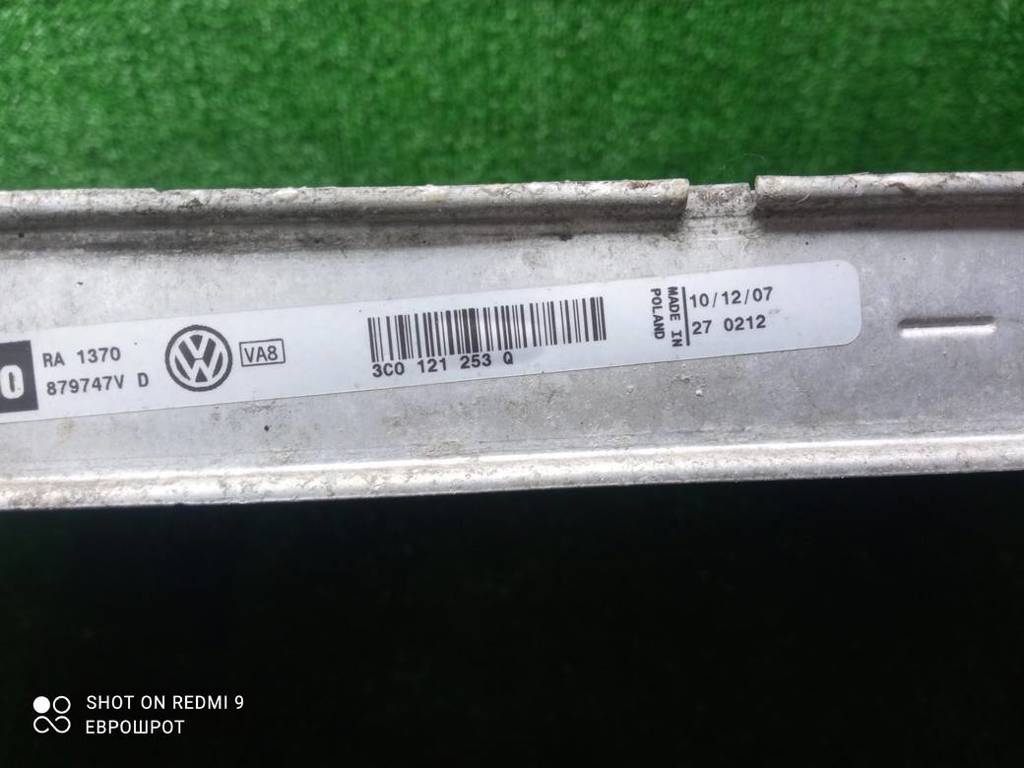 0
RA 1370
879747V D
VA8
3C0 121 253 Q
MADE IN
POLAND
10/12/07
27 0212
SHOT ON REDMI 9
ЕВРОШРОТ